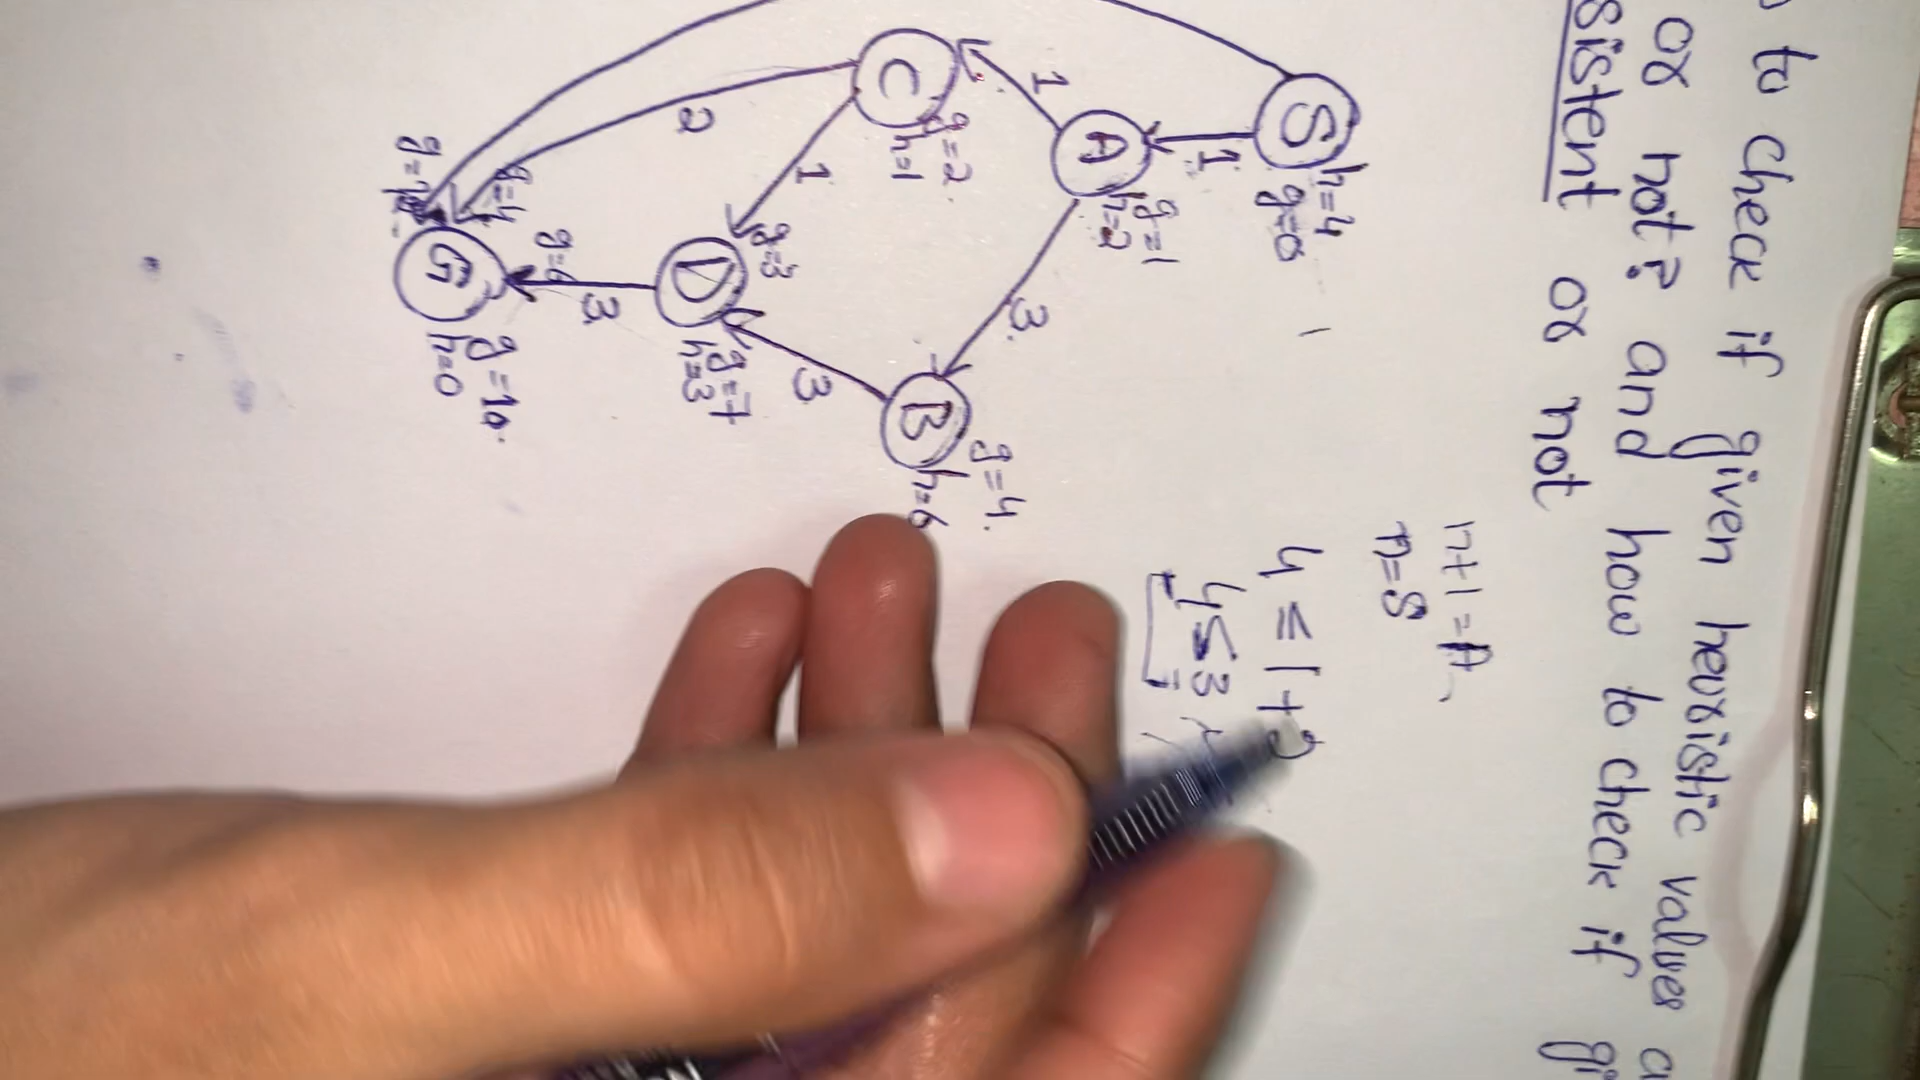 to check if given heuristic values
or not? and how to check if
sistent or not
n+1=A
n=S
4 ≤ 1+2
4≤3
S
h=4
g=0
1
A
g=1
h=2
1
3
C
g=2
h=1
2
1
B
g=4
h=6
3
D
g=3
g=7
h=3
3
G
g=4
g=6
g=10
h=0